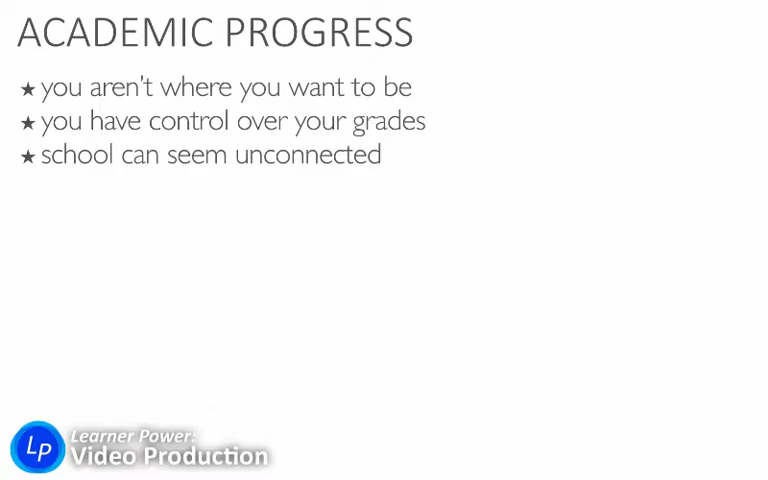 ACADEMIC PROGRESS
★ you aren't where you want to be
★ you have control over your grades
★ school can seem unconnected
Lp
Learner Power:
Video Production